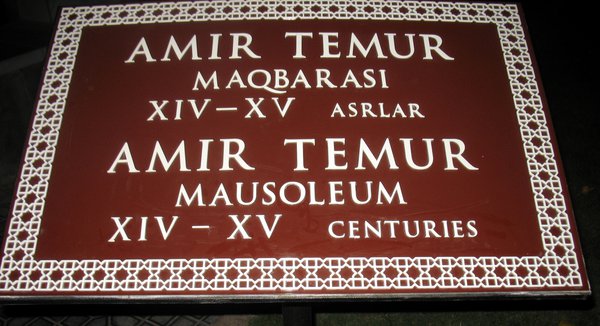 AMIR TEMUR
MAQBARASI
XIV-XV ASRLAR
AMIR TEMUR
MAUSOLEUM
XIV - XV CENTURIES